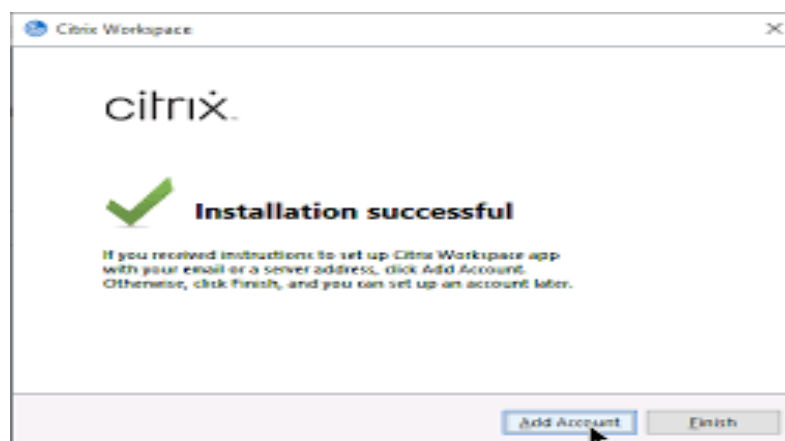 Citrix Workspace
citrix.
Installation successful
If you received instructions to set up Citrix Workspace app
with your email or a server address, click Add Account.
Otherwise, click Finish, and you can set up an account later.
Add Account
Finish